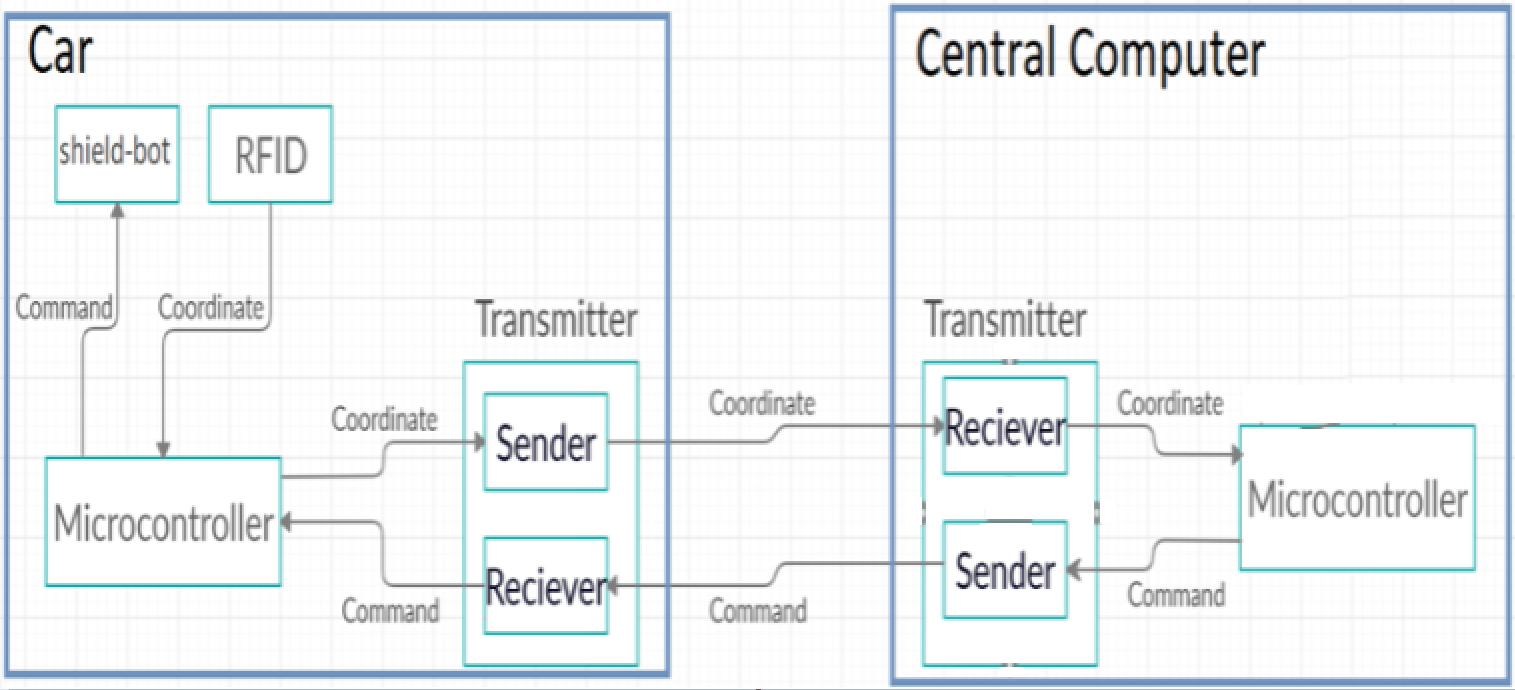 Car
Central Computer
shield-bot
RFID
Command
Coordinate
Transmitter
Transmitter
Coordinate
Coordinate
Coordinate
Sender
Reciever
Microcontroller
Microcontroller
Reciever
Sender
Command
Command
Command